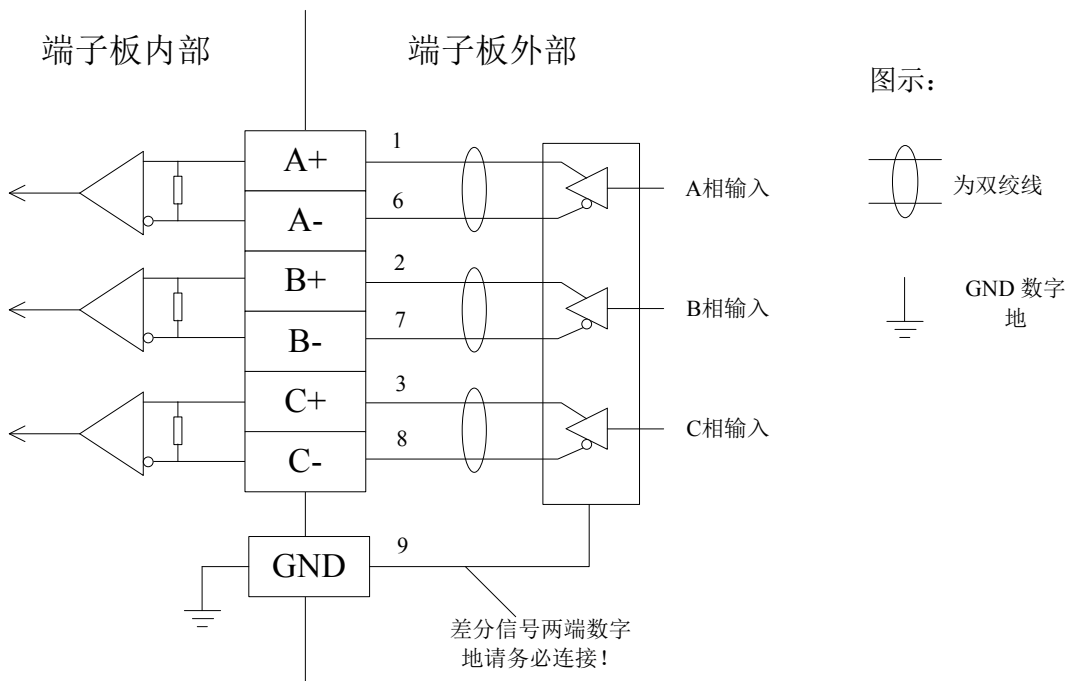 端子板内部
端子板外部
图示：
A+
1
A-
6
A相输入
为双绞线
B+
2
B-
7
B相输入
GND 数字
地
C+
3
C-
8
C相输入
GND
9
差分信号两端数字
地请务必连接！